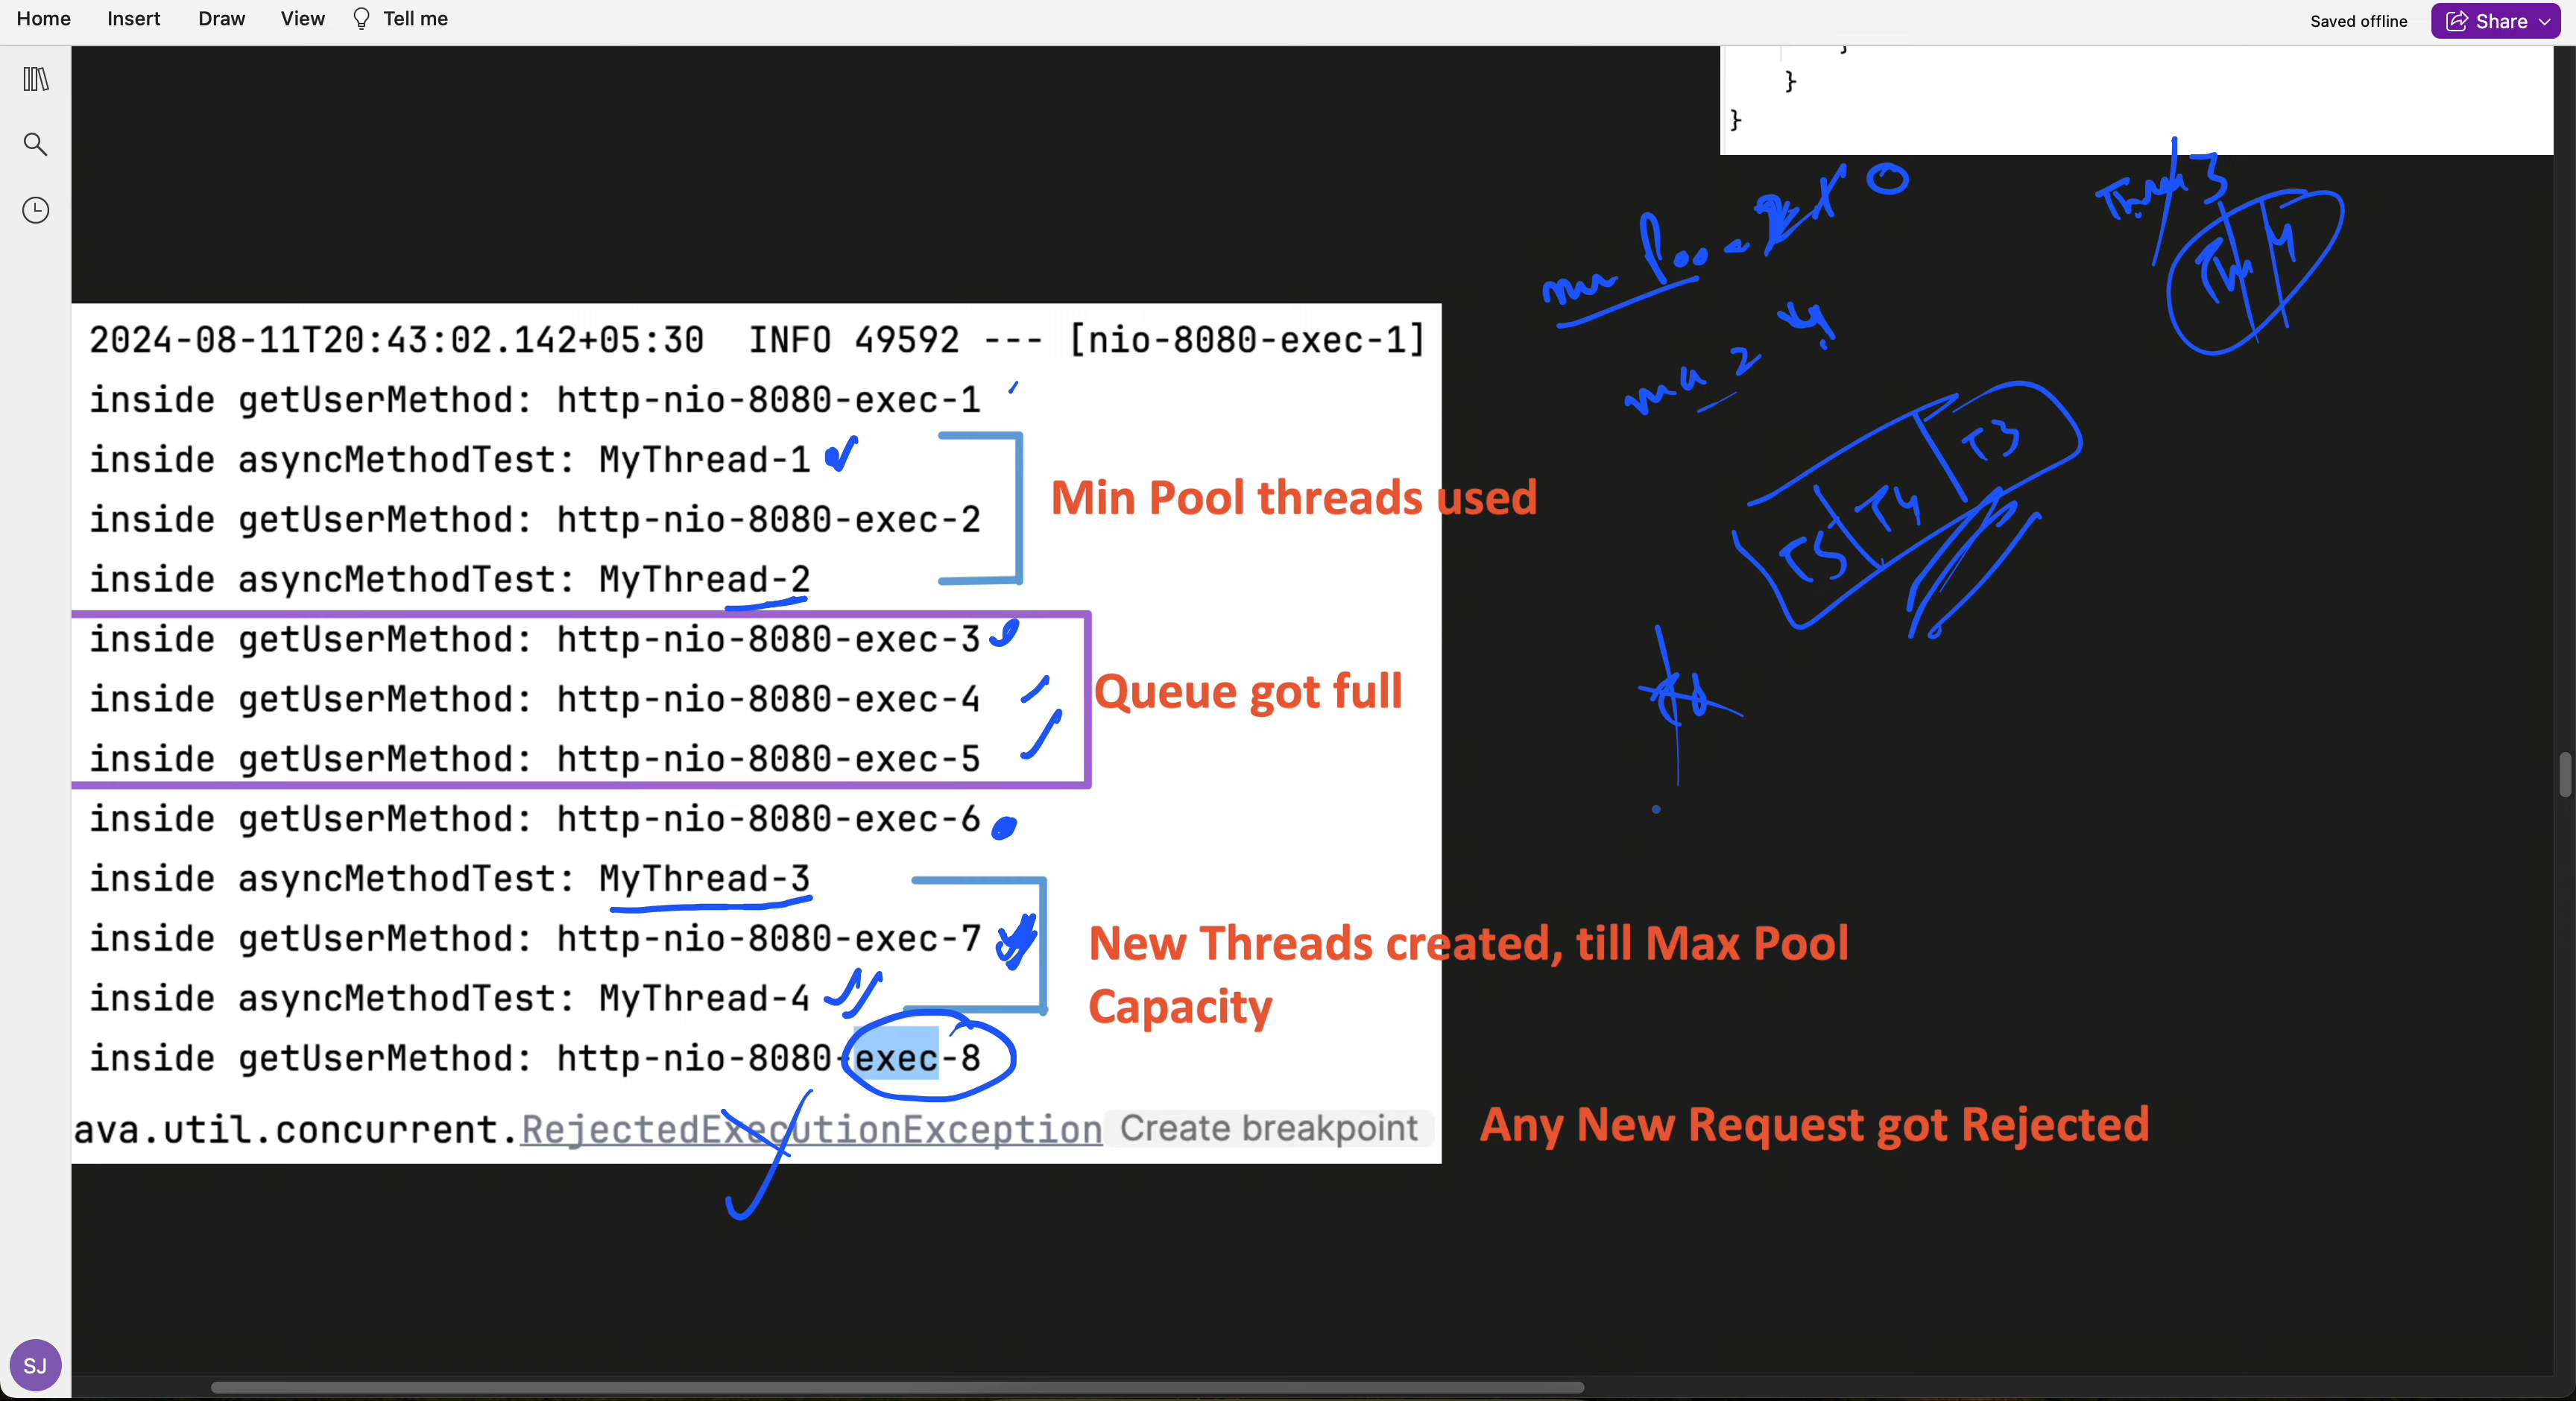 Home Insert Draw View Tell me Saved offline Share
}
}
2024-08-11T20:43:02.142+05:30 INFO 49592 --- [nio-8080-exec-1]
inside getUserMethod: http-nio-8080-exec-1
inside asyncMethodTest: MyThread-1
Min Pool threads used
inside getUserMethod: http-nio-8080-exec-2
inside asyncMethodTest: MyThread-2
inside getUserMethod: http-nio-8080-exec-3
inside getUserMethod: http-nio-8080-exec-4
Queue got full
inside getUserMethod: http-nio-8080-exec-5
inside getUserMethod: http-nio-8080-exec-6
inside asyncMethodTest: MyThread-3
inside getUserMethod: http-nio-8080-exec-7
New Threads created, till Max Pool
Capacity
inside asyncMethodTest: MyThread-4
inside getUserMethod: http-nio-8080-exec-8
ava.util.concurrent.RejectedExecutionException Create breakpoint
Any New Request got Rejected
T5 T4 T3
SJ